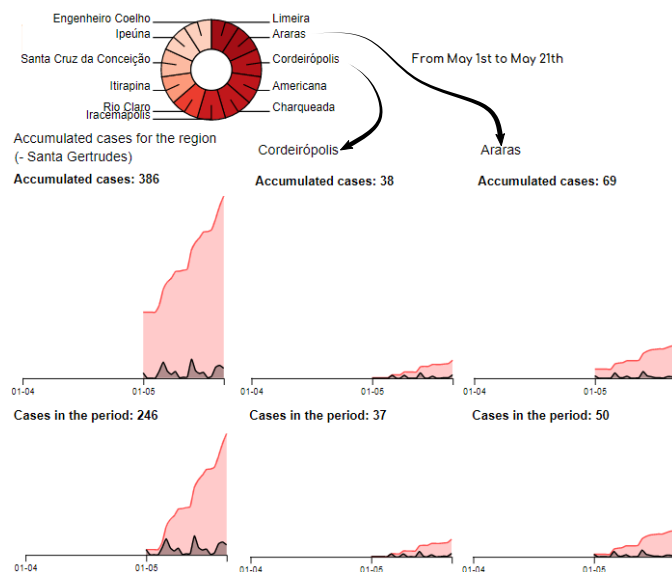 Engenheiro Coelho
Limeira
Ipeúna
Araras
Santa Cruz da Conceição
Cordeirópolis
From May 1st to May 21th
Itirapina
Americana
Rio Claro
Charqueada
Iracemápolis
Accumulated cases for the region
(- Santa Gertrudes)
Cordeirópolis
Araras
Accumulated cases: 386
Accumulated cases: 38
Accumulated cases: 69
01-04
01-05
01-04
01-05
01-04
01-05
Cases in the period: 246
Cases in the period: 37
Cases in the period: 50
01-04
01-05
01-04
01-05
01-04
01-05